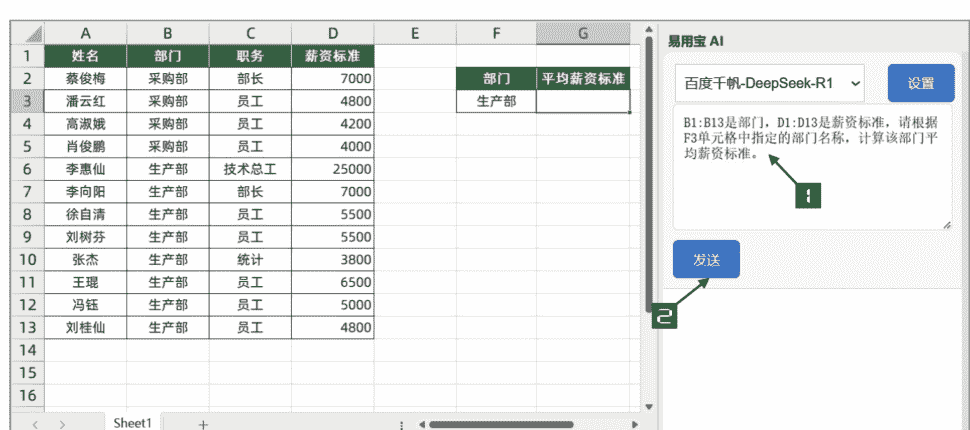 易用宝 AI
A B C D E F G
1 姓名 部门 职务 薪资标准
2 蔡俊梅 采购部 部长 7000 部门 平均薪资标准
3 潘云红 采购部 员工 4800 生产部
4 高淑娥 采购部 员工 4200
5 肖俊鹏 采购部 员工 4000
6 李惠仙 生产部 技术总工 25000
7 李向阳 生产部 部长 7000
8 徐自清 生产部 员工 5500
9 刘树芬 生产部 员工 5500
10 张杰 生产部 统计 3800
11 王琨 生产部 员工 6500
12 冯钰 生产部 员工 5000
13 刘桂仙 生产部 员工 4800
14
15
16
Sheet1
百度千帆-DeepSeek-R1 设置
B1:B13是部门，D1:D13是薪资标准，请根据
F3单元格中指定的部门名称，计算该部门平
均薪资标准。
1
发送
2